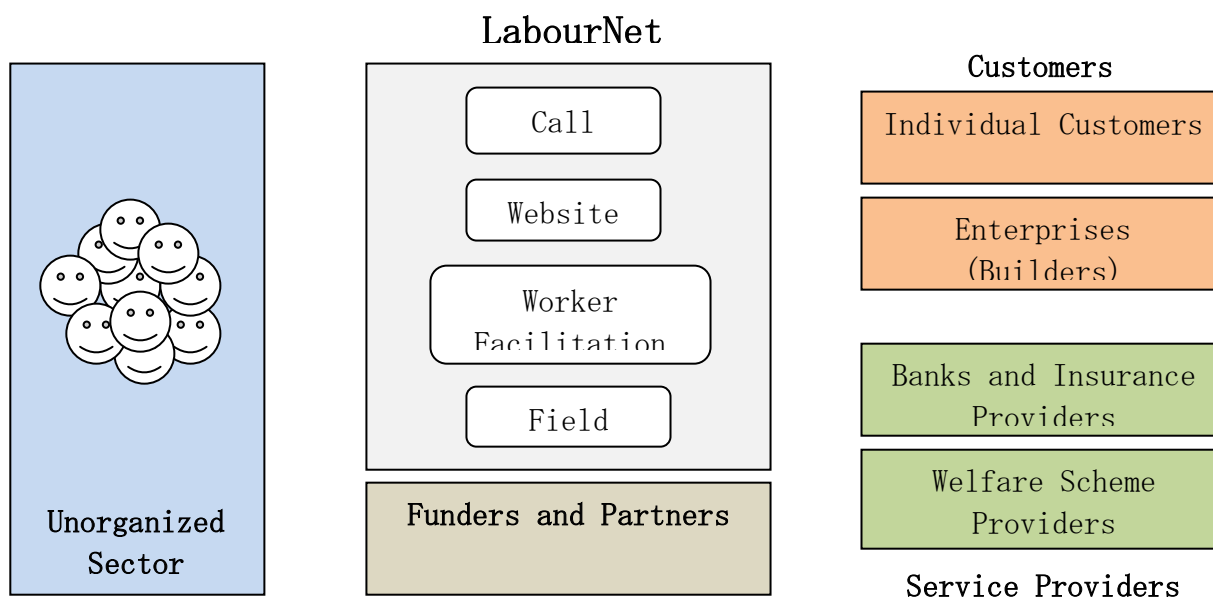 LabourNet
Call
Website
Worker
Facilitation
Field
Funders and Partners
Unorganized
Sector
Customers
Individual Customers
Enterprises
(Builders)
Banks and Insurance
Providers
Welfare Scheme
Providers
Service Providers